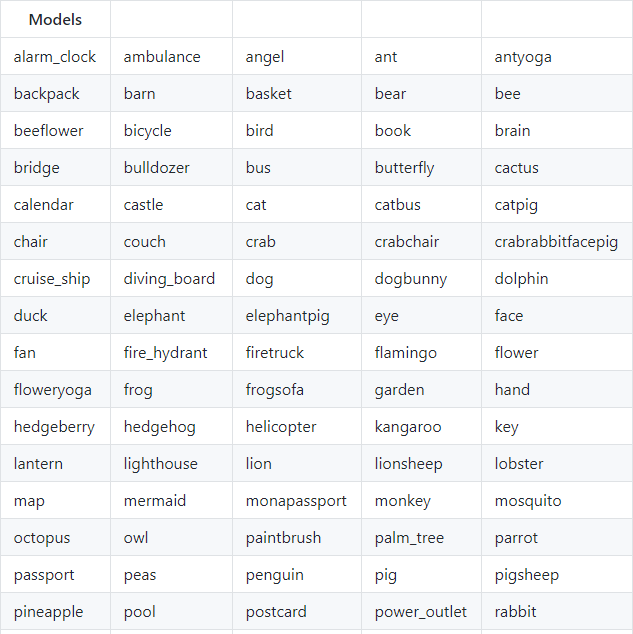 Models
alarm_clock ambulance angel ant antyoga
backpack barn basket bear bee
beeflower bicycle bird book brain
bridge bulldozer bus butterfly cactus
calendar castle cat catbus catpig
chair couch crab crabchair crabrabbitfacepig
cruise_ship diving_board dog dogbunny dolphin
duck elephant elephantpig eye face
fan fire_hydrant firetruck flamingo flower
floweryoga frog frogsofa garden hand
hedgeberry hedgehog helicopter kangaroo key
lantern lighthouse lion lionsheep lobster
map mermaid monapassport monkey mosquito
octopus owl paintbrush palm_tree parrot
passport peas penguin pig pigsheep
pineapple pool postcard power_outlet rabbit